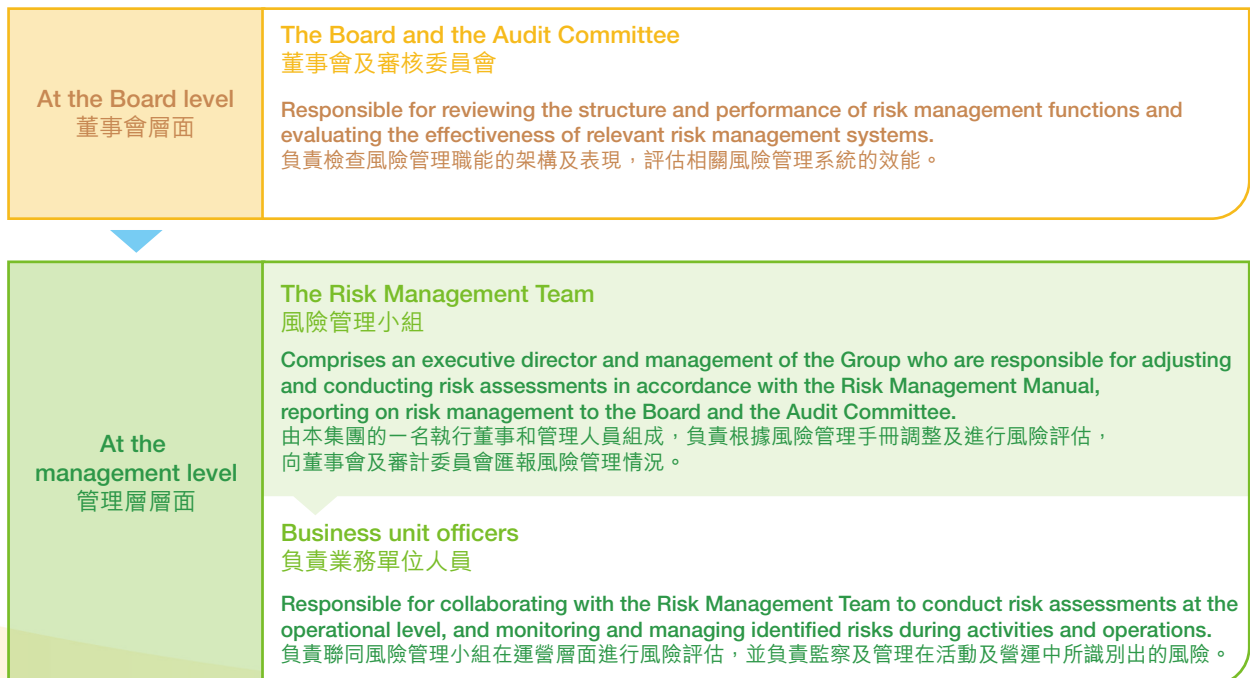 At the Board level
董事會層面
The Board and the Audit Committee
董事會及審核委員會
Responsible for reviewing the structure and performance of risk management functions and
evaluating the effectiveness of relevant risk management systems.
負責檢查風險管理職能的架構及表現，評估相關風險管理系統的效能。
At the
management level
管理層層面
The Risk Management Team
風險管理小組
Comprises an executive director and management of the Group who are responsible for adjusting
and conducting risk assessments in accordance with the Risk Management Manual,
reporting on risk management to the Board and the Audit Committee.
由本集團的一名執行董事和管理人員組成，負責根據風險管理手冊調整及進行風險評估，
向董事會及審計委員會匯報風險管理情況。
Business unit officers
負責業務單位人員
Responsible for collaborating with the Risk Management Team to conduct risk assessments at the
operational level, and monitoring and managing identified risks during activities and operations.
負責聯同風險管理小組在運營層面進行風險評估，並負責監察及管理在活動及營運中所識別出的風險。